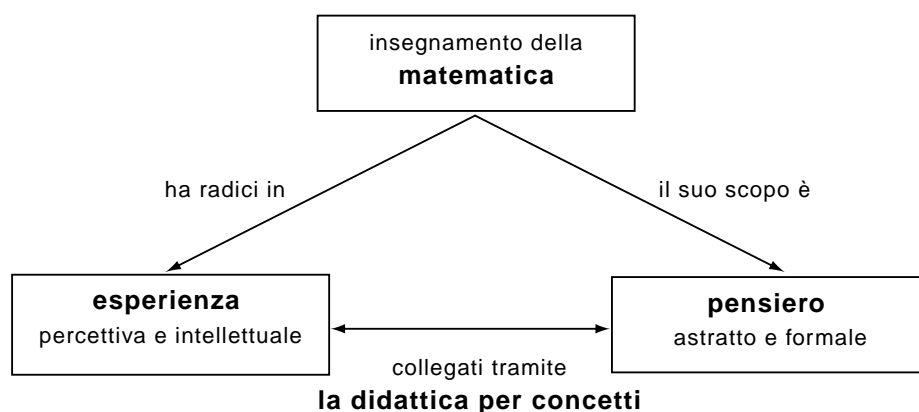 insegnamento della
matematica
ha radici in
il suo scopo è
esperienza
percettiva e intellettuale
pensiero
astratto e formale
collegati tramite
la didattica per concetti